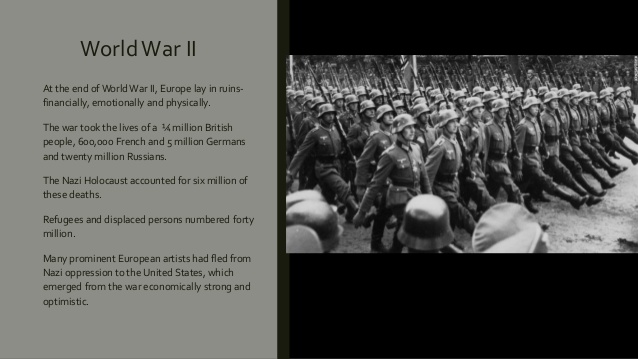 World War II
At the end of World War II, Europe lay in ruins-
financially, emotionally and physically.
The war took the lives of a ¼ million British
people, 600,000 French and 5 million Germans
and twenty million Russians.
The Nazi Holocaust accounted for six million of
these deaths.
Refugees and displaced persons numbered forty
million.
Many prominent European artists had fled from
Nazi oppression to the United States, which
emerged from the war economically strong and
optimistic.